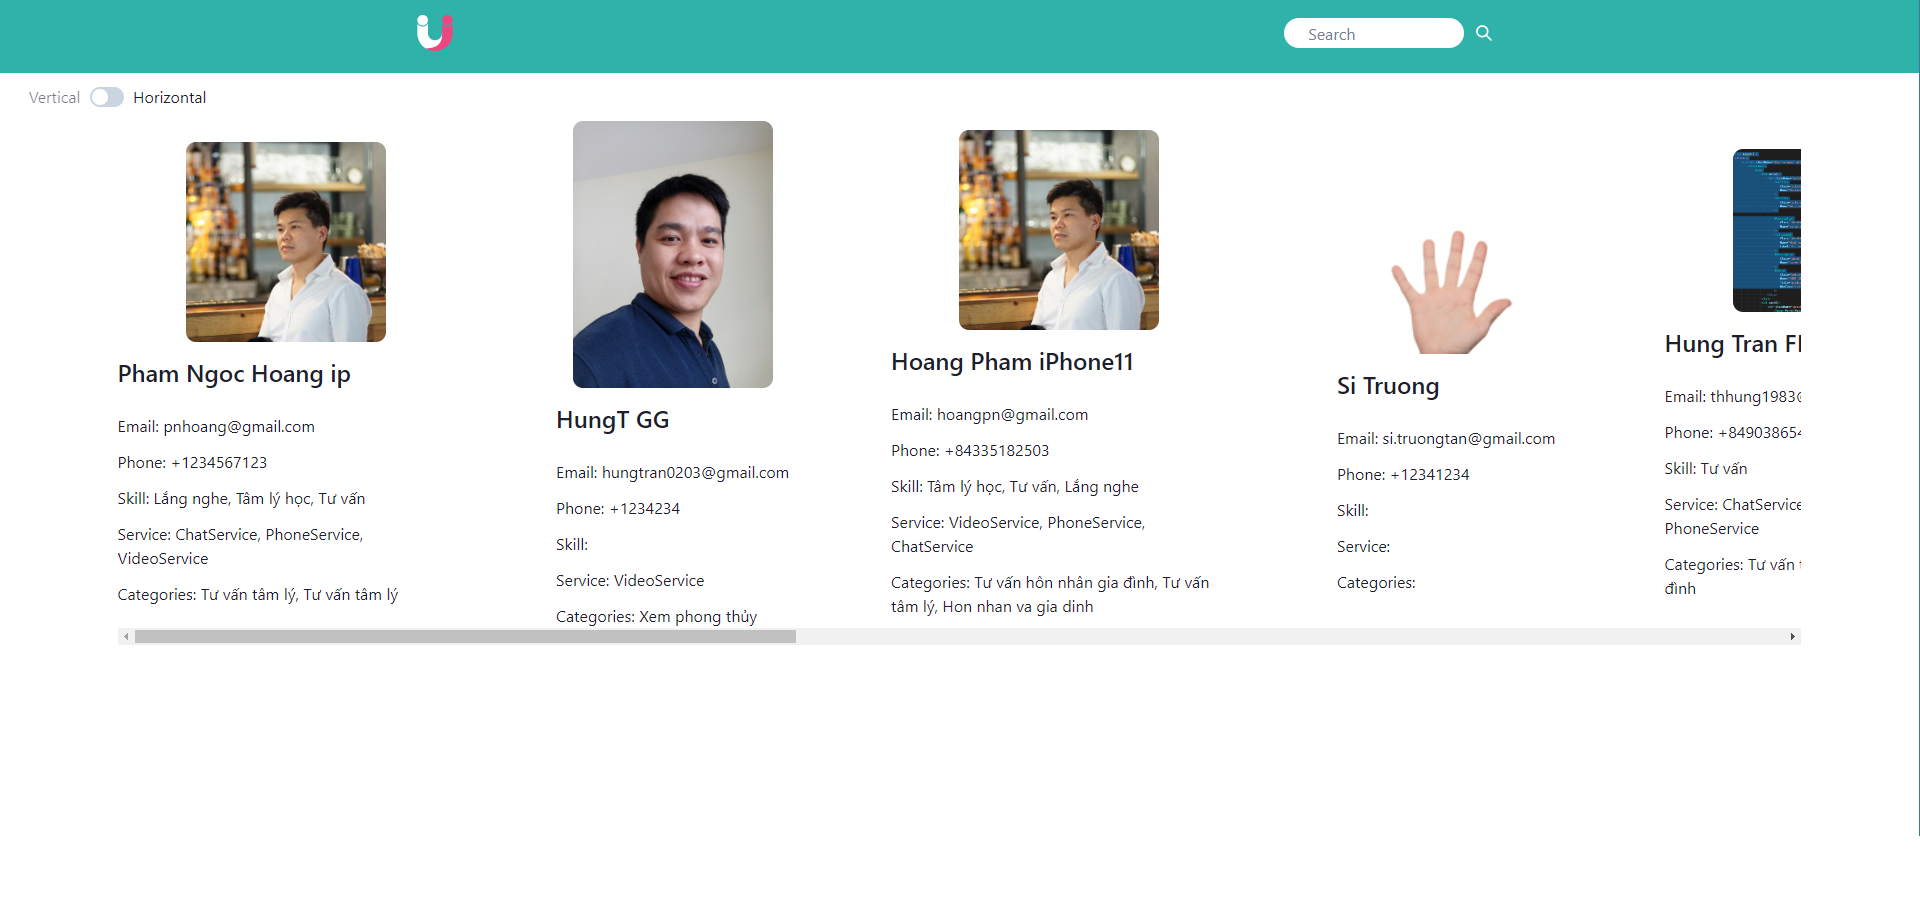 Search
Vertical
Horizontal
Pham Ngoc Hoang ip
Email: pnhoang@gmail.com
Phone: +1234567123
Skill: Lắng nghe, Tâm lý học, Tư vấn
Service: ChatService, PhoneService,
VideoService
Categories: Tư vấn tâm lý, Tư vấn tâm lý
HungT GG
Email: hungtran0203@gmail.com
Phone: +1234234
Skill:
Service: VideoService
Categories: Xem phong thủy
Hoang Pham iPhone11
Email: hoangpn@gmail.com
Phone: +84335182503
Skill: Tâm lý học, Tư vấn, Lắng nghe
Service: VideoService, PhoneService,
ChatService
Categories: Tư vấn hôn nhân gia đình, Tư vấn
tâm lý, Hon nhan va gia dinh
Si Truong
Email: si.truongtan@gmail.com
Phone: +12341234
Skill:
Service:
Categories:
Hung Tran
Email: thhung1983
Phone: +849038654
Skill: Tư vấn
Service: ChatService
PhoneService
Categories: Tư vấn
đình